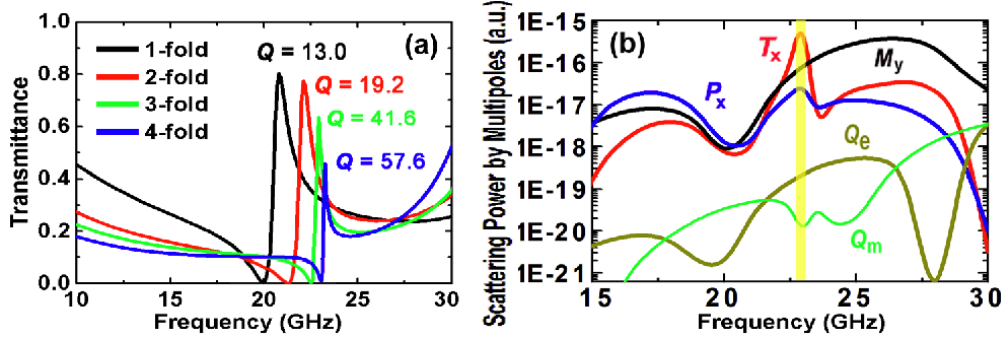 (a)
1-fold
2-fold
3-fold
4-fold
Q = 13.0
Q = 19.2
Q = 41.6
Q = 57.6
Transmittance
1.0
0.8
0.6
0.4
0.2
0.0
10
15
20
25
30
Frequency (GHz)
(b)
Scattering Power by Multipoles (a.u.)
1E-15
1E-16
1E-17
1E-18
1E-19
1E-20
1E-21
Tx
My
Px
Qe
Qm
15
20
25
30
Frequency (GHz)